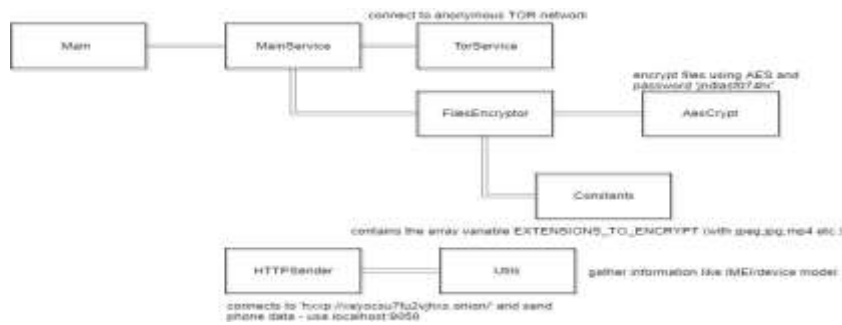 connect to anonymous TOR network
Main
MainService
TorService
encrypt files using AES and
password
FilesEncryptor
AesCrypt
Constants
contains the array variable EXTENSIONS_TO_ENCRYPT (with jpeg,jpg,mp4 etc.)
HTTPSender
Utils
gather information like IMEI/device model
connects to and send
phone data - use localhost:9050